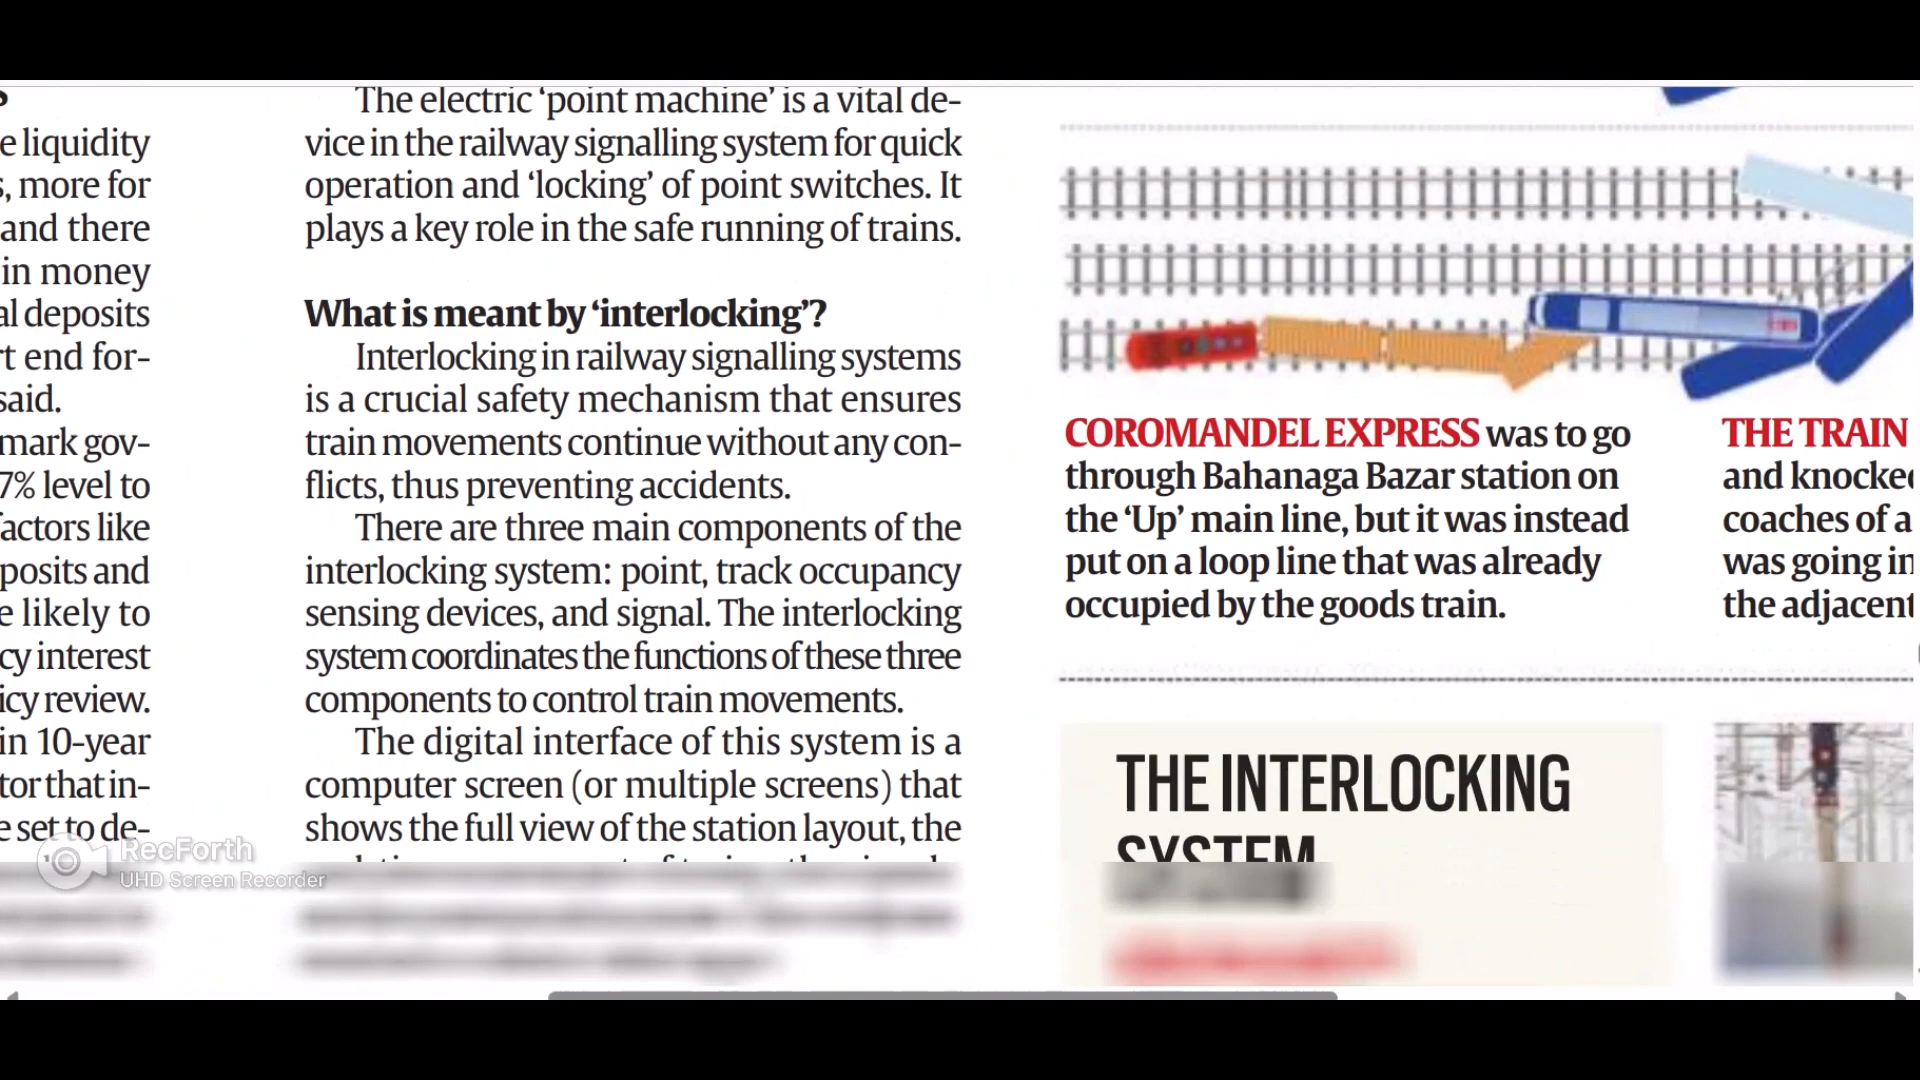 s
e liquidity
s, more for
and there
in money
al deposits
rt end for-
said.
mark gov-
7% level to
factors like
posits and
e likely to
cy interest
icy review.
in 10-year
tor that in-
e set to de-
The electric ‘point machine’ is a vital de-
vice in the railway signalling system for quick
operation and ‘locking’ of point switches. It
plays a key role in the safe running of trains.
What is meant by ‘interlocking’?
Interlocking in railway signalling systems
is a crucial safety mechanism that ensures
train movements continue without any con-
flicts, thus preventing accidents.
There are three main components of the
interlocking system: point, track occupancy
sensing devices, and signal. The interlocking
system coordinates the functions of these three
components to control train movements.
The digital interface of this system is a
computer screen (or multiple screens) that
shows the full view of the station layout, the
COROMANDEL EXPRESS was to go
through Bahanaga Bazar station on
the ‘Up’ main line, but it was instead
put on a loop line that was already
occupied by the goods train.
THE TRAIN
and knocked
coaches of a
was going in
the adjacent
THE INTERLOCKING
SYSTEM
RecForth
UHD Screen Recorder